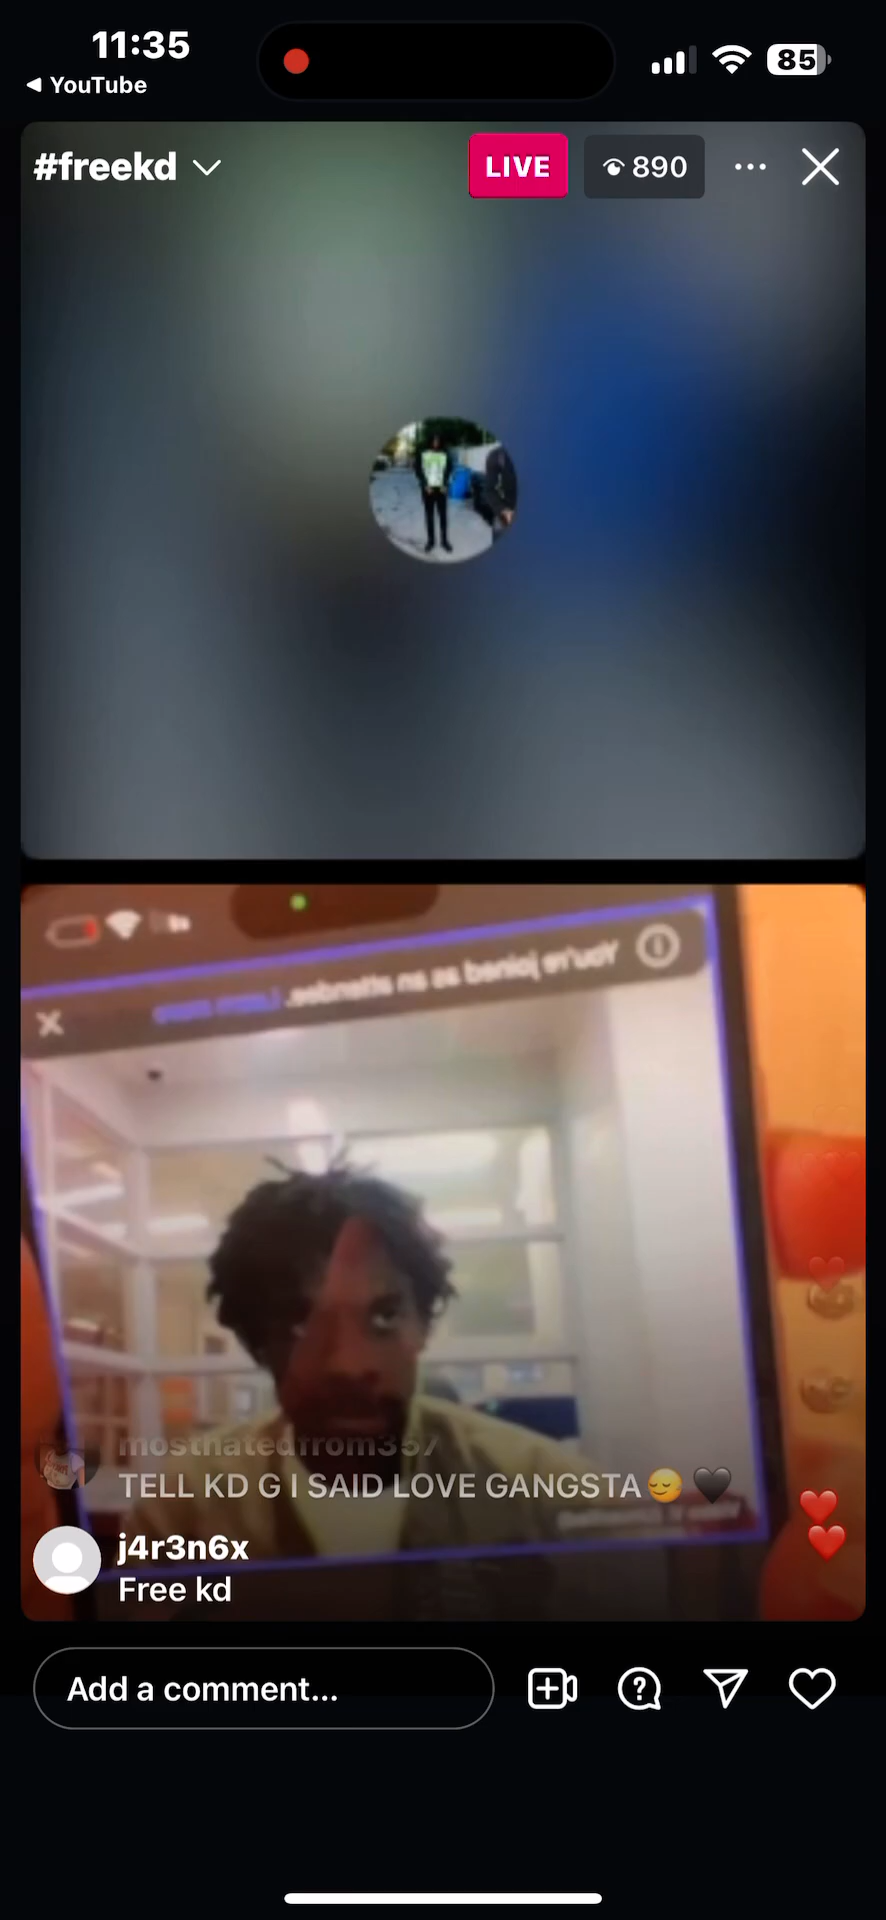 11:35
85
YouTube
#freekd
LIVE
890
You're joined as an attendee.
mosthatedfrom357
TELL KD G I SAID LOVE GANGSTA😔🖤
j4r3n6x
Free kd
Add a comment...